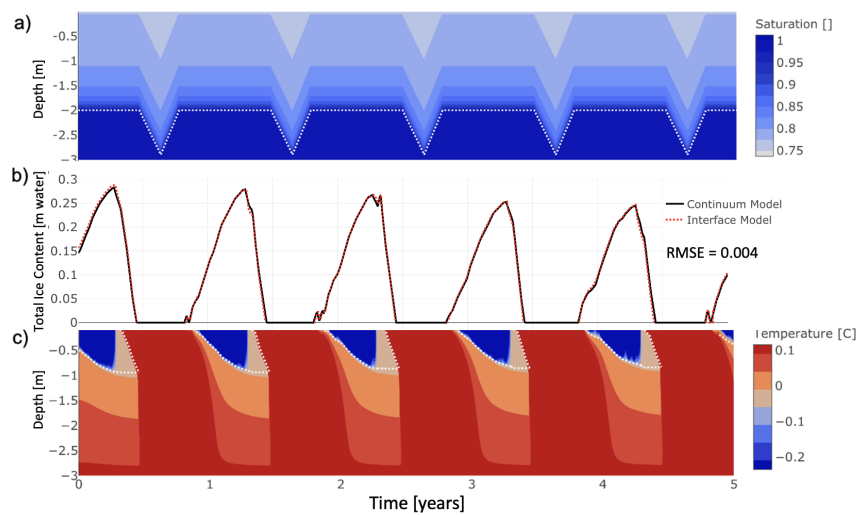 a)
Saturation []
Depth [m]
−0.5
−1
−1.5
−2
−2.5
−3
1
0.95
0.9
0.85
0.8
0.75
b)
Total Ice Content [m water]
0.3
0.25
0.2
0.15
0.1
0.05
0
Continuum Model
Interface Model
RMSE = 0.004
c)
Temperature [C]
Depth [m]
−0.5
−1
−1.5
−2
−2.5
−3
0.1
0
−0.1
−0.2
0
1
2
3
4
5
Time [years]